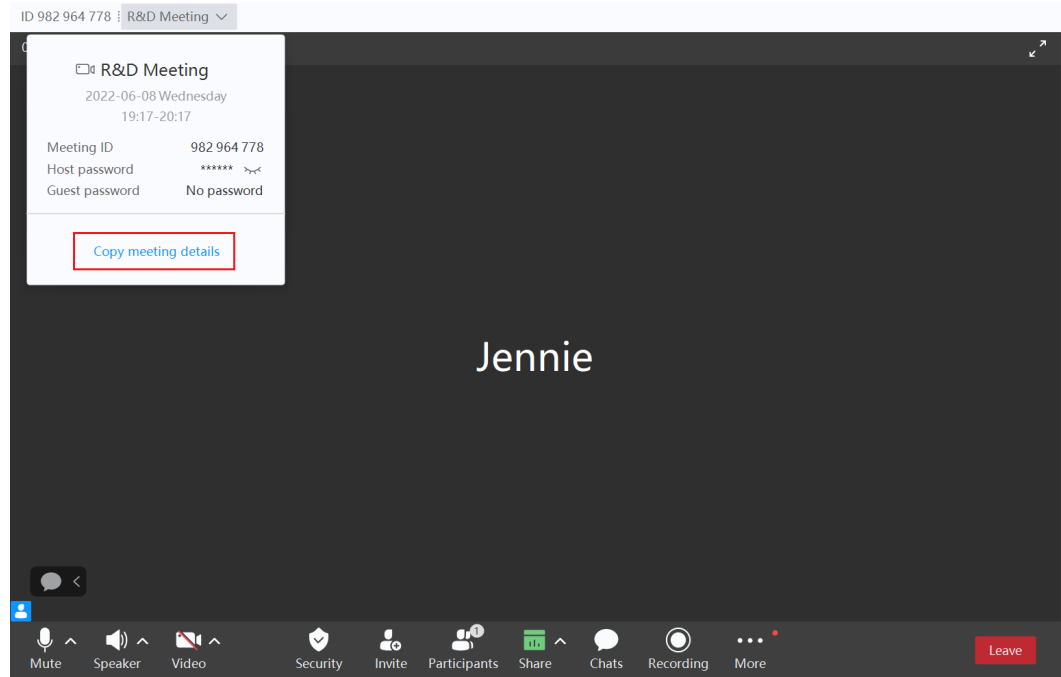 ID 982 964 778 R&D Meeting
R&D Meeting
2022-06-08 Wednesday
19:17-20:17
Meeting ID 982 964 778
Host password ******
Guest password No password
Copy meeting details
Jennie
1
Mute Speaker Video Security Invite Participants Share Chats Recording More Leave